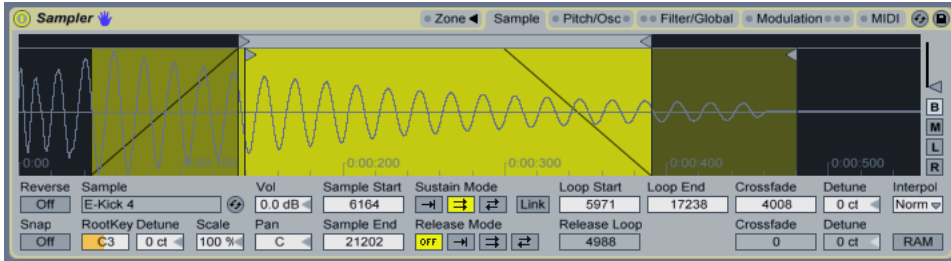 Sampler Zone Sample Pitch/Osc Filter/Global Modulation MIDI
0:00 0:00:200 0:00:300 0:00:400 0:00:500
B
M
L
R
Reverse Sample Vol Sample Start Sustain Mode Loop Start Loop End Crossfade Detune Interpol
Off E-Kick 4 0.0 dB 6164 Link 5971 17238 4008 0 ct Norm
Snap RootKey Detune Scale Pan Sample End Release Mode Release Loop Crossfade Detune
Off C3 0 ct 100 % C 21202 OFF 4988 0 0 ct RAM